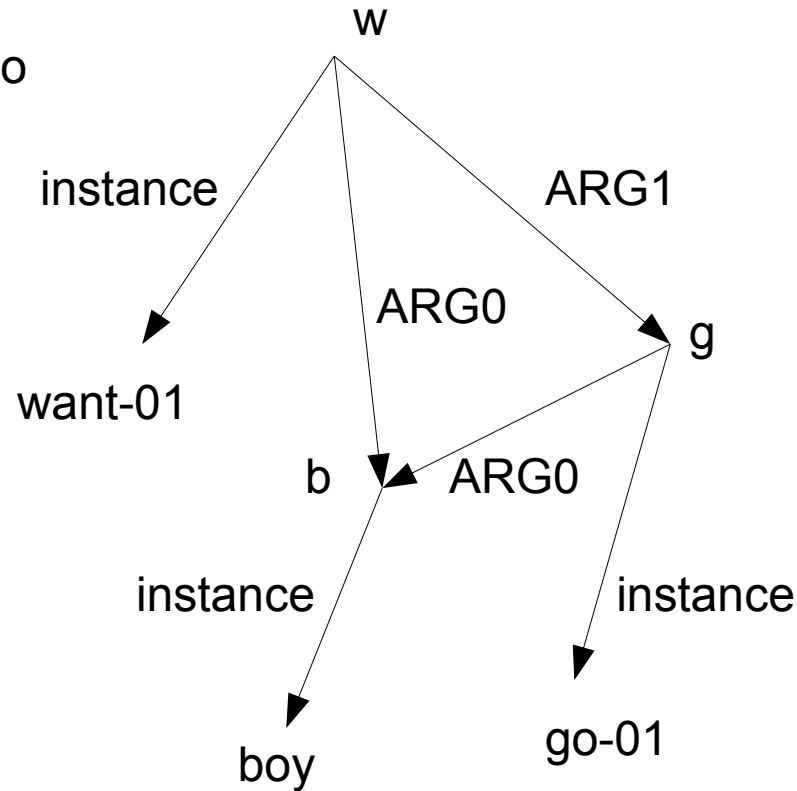 w
o
instance
ARG1
ARG0
g
want-01
b
ARG0
instance
instance
go-01
boy